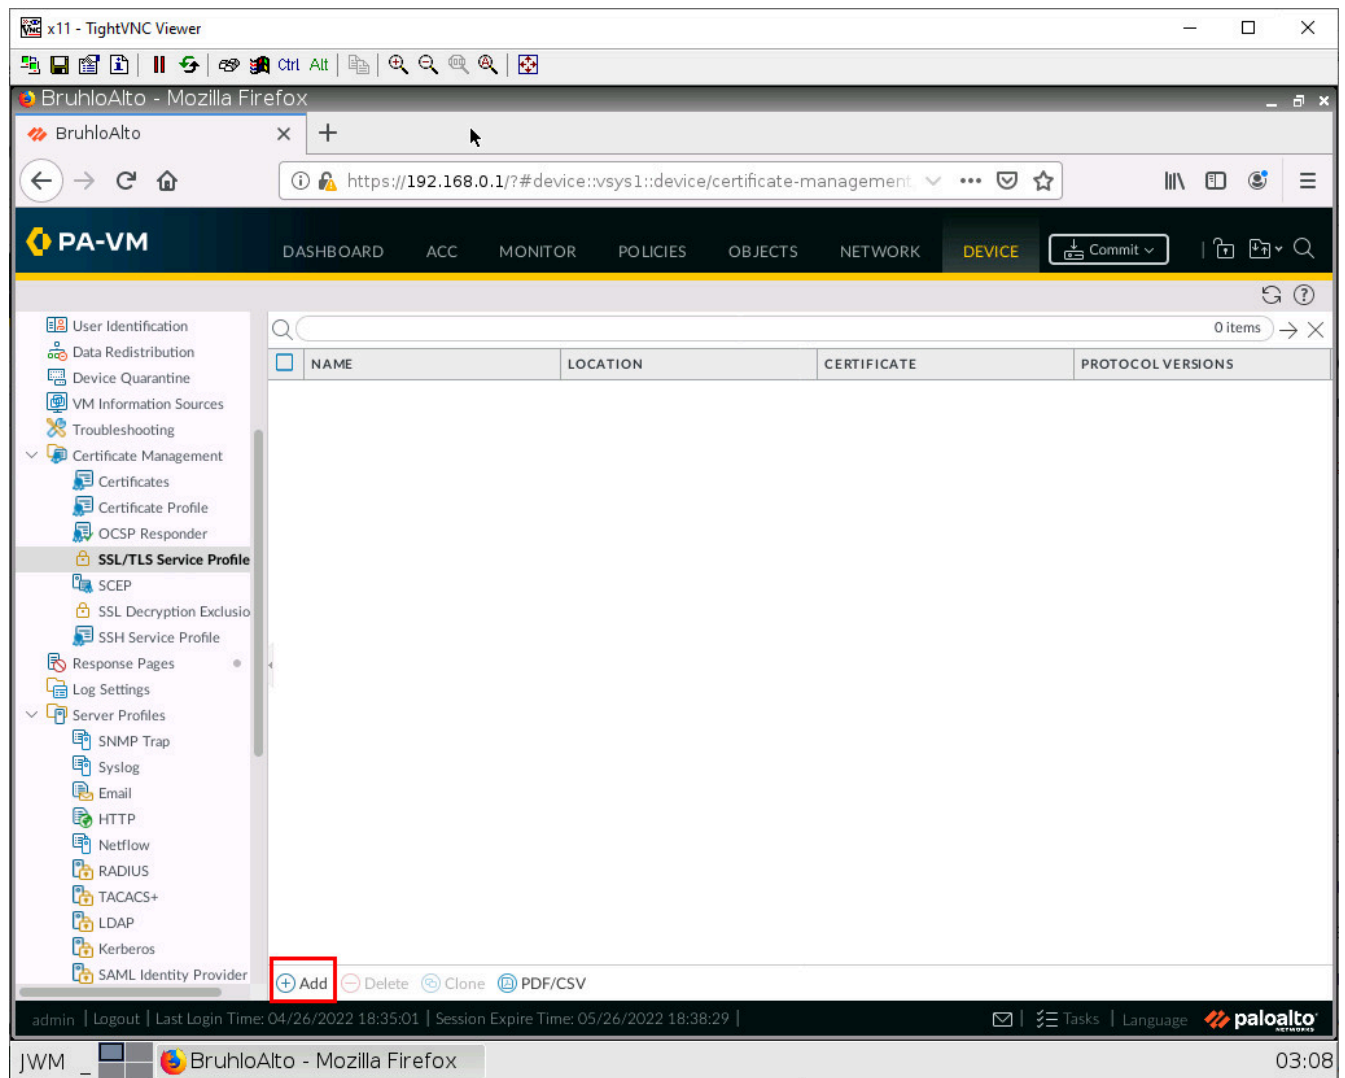 x11 - TightVNC Viewer
Ctrl Alt
BruhloAlto - Mozilla Firefox
BruhloAlto
https://192.168.0.1/?#device::vsys1::device/certificate-management
PA-VM
DASHBOARD ACC MONITOR POLICIES OBJECTS NETWORK DEVICE Commit
User Identification
0 items
Data Redistribution
NAME LOCATION CERTIFICATE PROTOCOL VERSIONS
Device Quarantine
VM Information Sources
Troubleshooting
Certificate Management
Certificates
Certificate Profile
OCSP Responder
SSL/TLS Service Profile
SCEP
SSL Decryption Exclusio
SSH Service Profile
Response Pages
Log Settings
Server Profiles
SNMP Trap
Syslog
Email
HTTP
Netflow
RADIUS
TACACS+
LDAP
Kerberos
SAML Identity Provider
Add Delete Clone PDF/CSV
admin | Logout | Last Login Time: 04/26/2022 18:35:01 | Session Expire Time: 05/26/2022 18:38:29 | Tasks | Language paloalto NETWORKS
JWM _ BruhloAlto - Mozilla Firefox 03:08